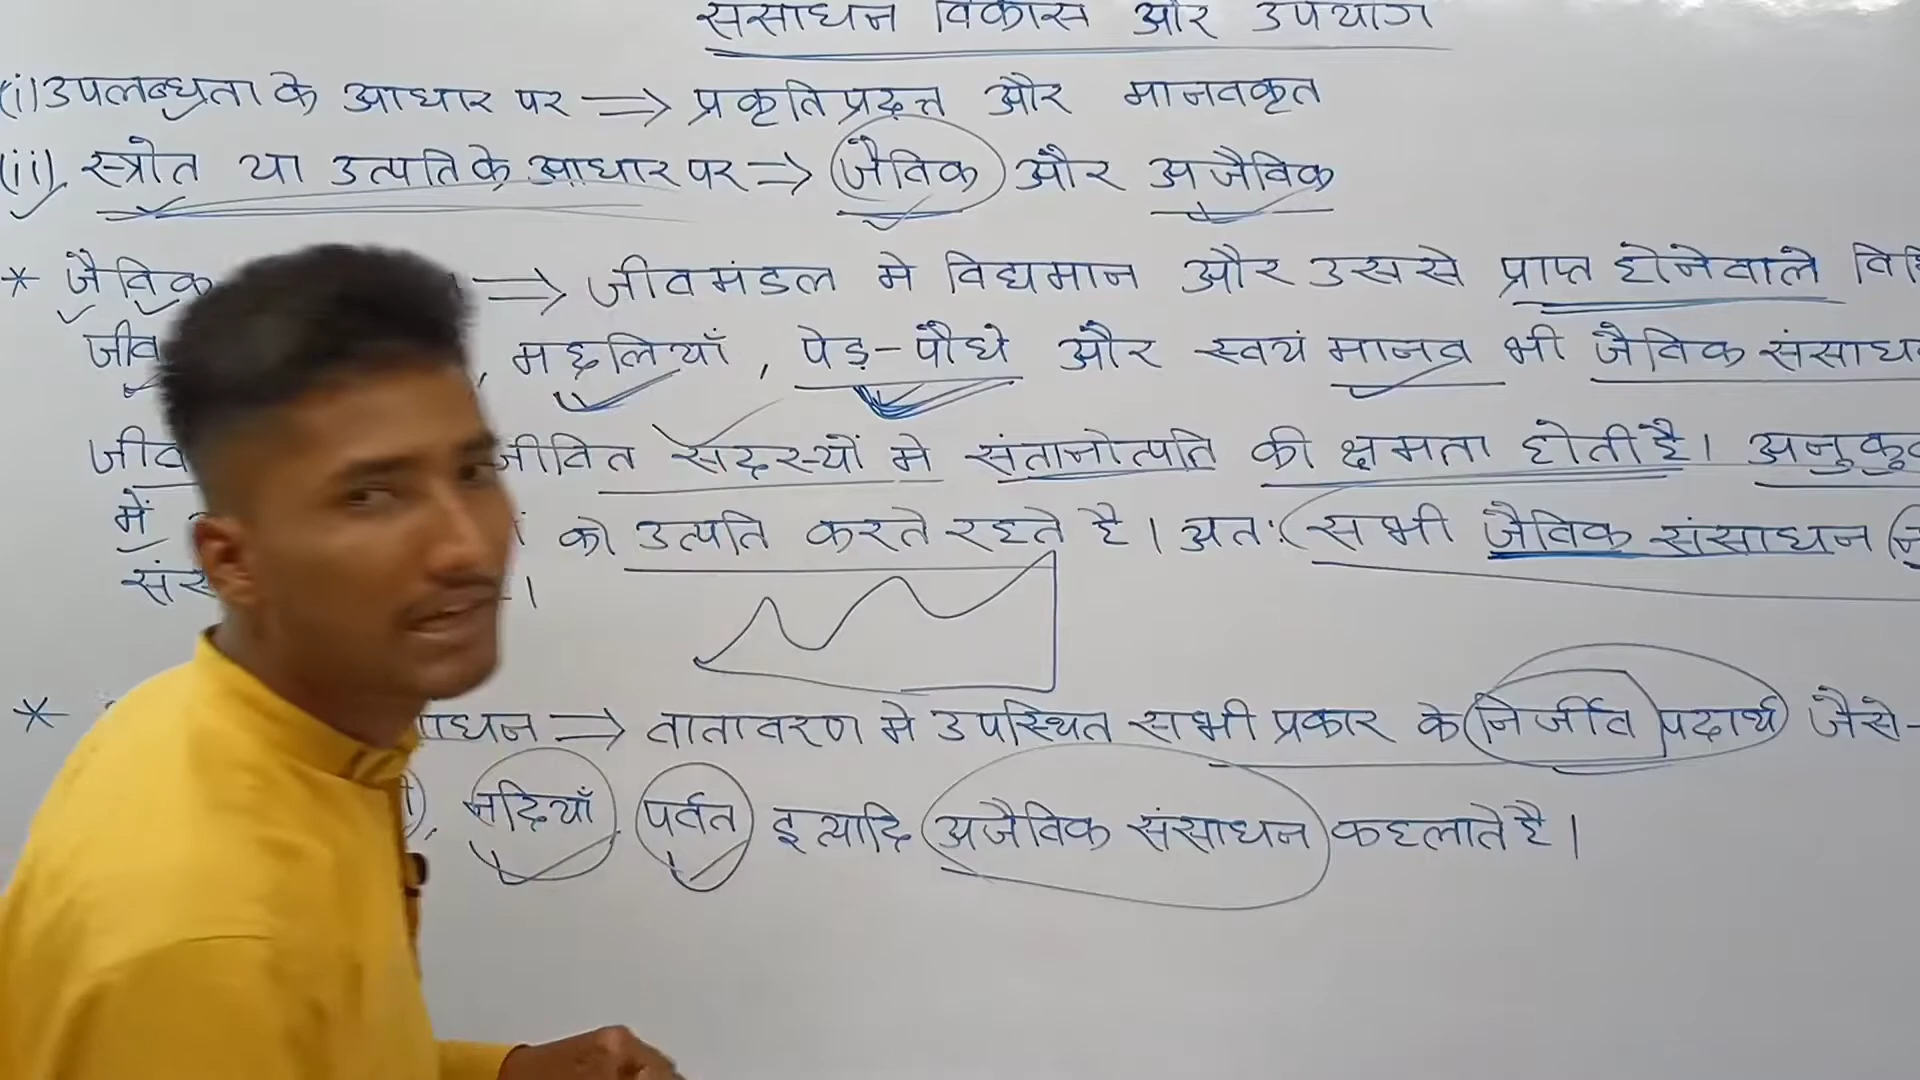 संसाधन विकास और उपयोग
(i) उपलब्धता के आधार पर ⇒ प्रकृति प्रदत्त और मानवकृत
(ii) स्त्रोत या उत्पति के आधार पर ⇒ जैविक और अजैविक
* जैविक ⇒ जीवमंडल मे विद्यमान और उससे प्राप्त होनेवाले
जीव , मछलियाँ , पेड़-पौधे और स्वयं मानव भी जैविक संसाधन
जीव जीवित सदस्यों मे संतानोत्पति की क्षमता होती है। अनुकुल
में को उत्पति करते रहते है। अतः सभी जैविक संसाधन
संस ।
* ाधन ⇒ वातावरण मे उपस्थित सभी प्रकार के निर्जीव पदार्थ जैसे-
, नदियाँ पर्वत इत्यादि अजैविक संसाधन कहलाते है।